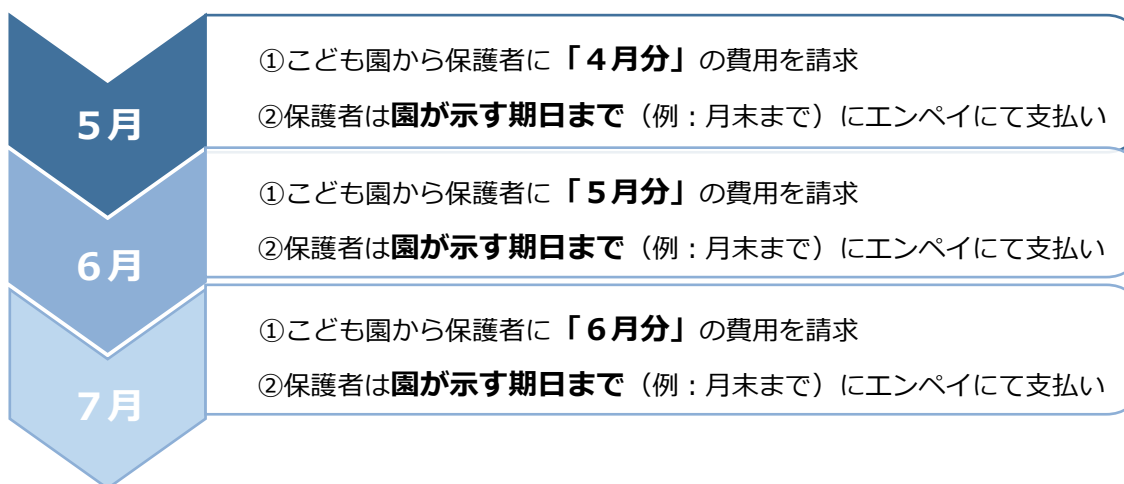 5月
①こども園から保護者に「４月分」の費用を請求
②保護者は園が示す期日まで（例：月末まで）にエンペイにて支払い
6月
①こども園から保護者に「５月分」の費用を請求
②保護者は園が示す期日まで（例：月末まで）にエンペイにて支払い
7月
①こども園から保護者に「６月分」の費用を請求
②保護者は園が示す期日まで（例：月末まで）にエンペイにて支払い